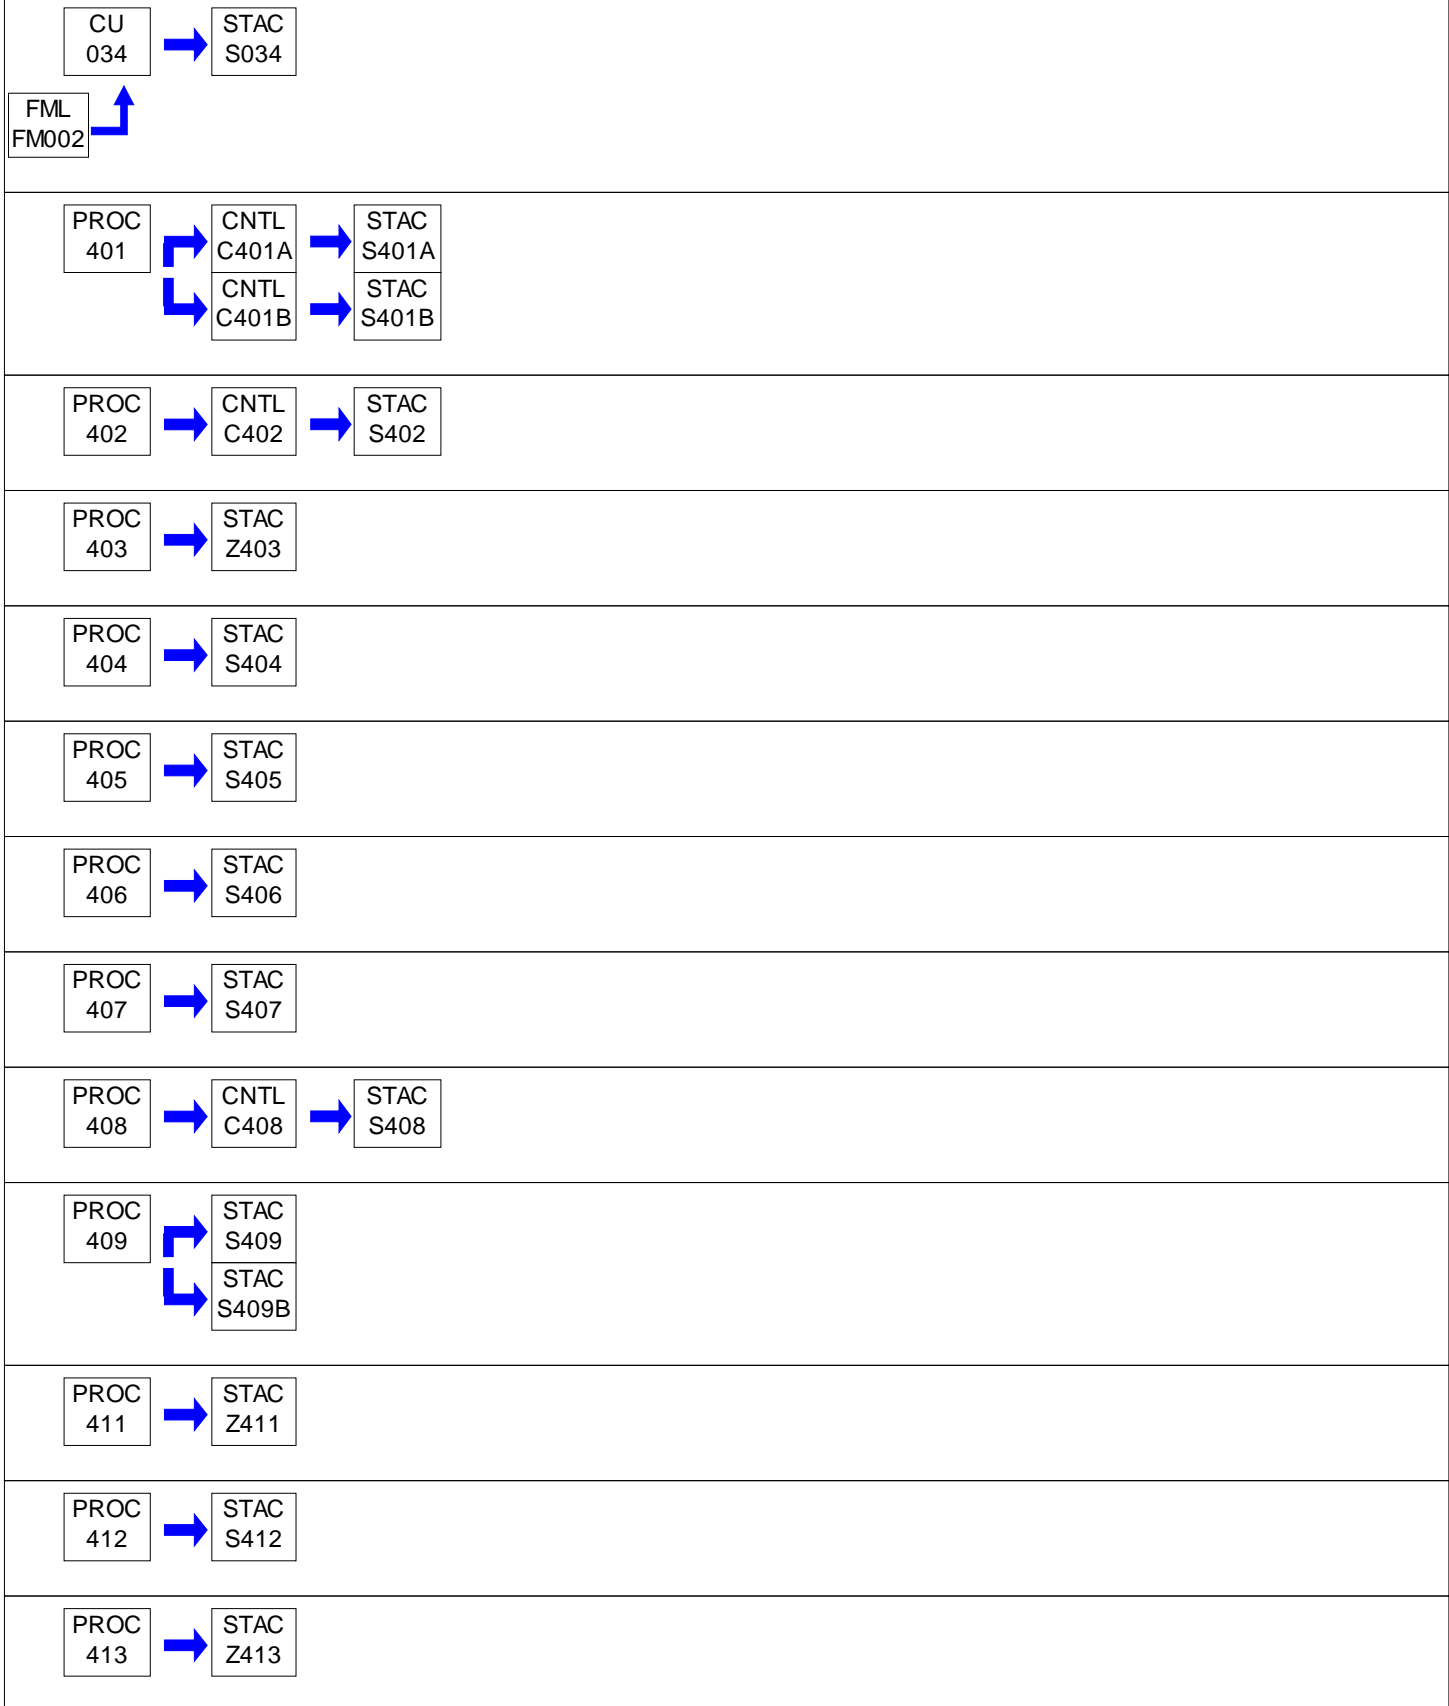 CU
034
STAC
S034
FML
FM002
PROC
401
CNTL
C401A
STAC
S401A
CNTL
C401B
STAC
S401B
PROC
402
CNTL
C402
STAC
S402
PROC
403
STAC
Z403
PROC
404
STAC
S404
PROC
405
STAC
S405
PROC
406
STAC
S406
PROC
407
STAC
S407
PROC
408
CNTL
C408
STAC
S408
PROC
409
STAC
S409
STAC
S409B
PROC
411
STAC
Z411
PROC
412
STAC
S412
PROC
413
STAC
Z413